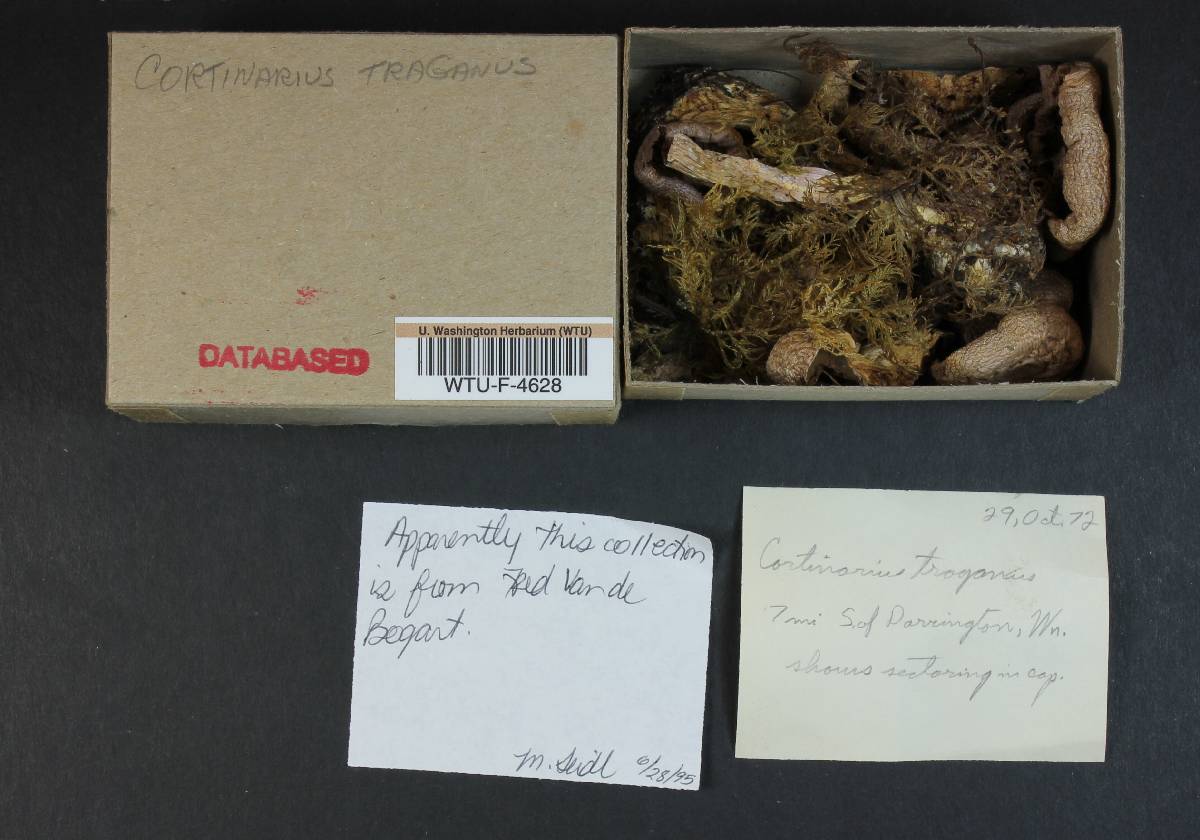 CORTINARIUS TRAGANUS
DATABASED
U. Washington Herbarium (WTU)
WTU-F-4628
Apparently this collection
is from Fred Van de
Bogart.
M. Seidl 6/28/95
29, Oct. 72
Cortinarius traganus
7 mi S. of Darrington, Wn.
shows sectoring in cap.